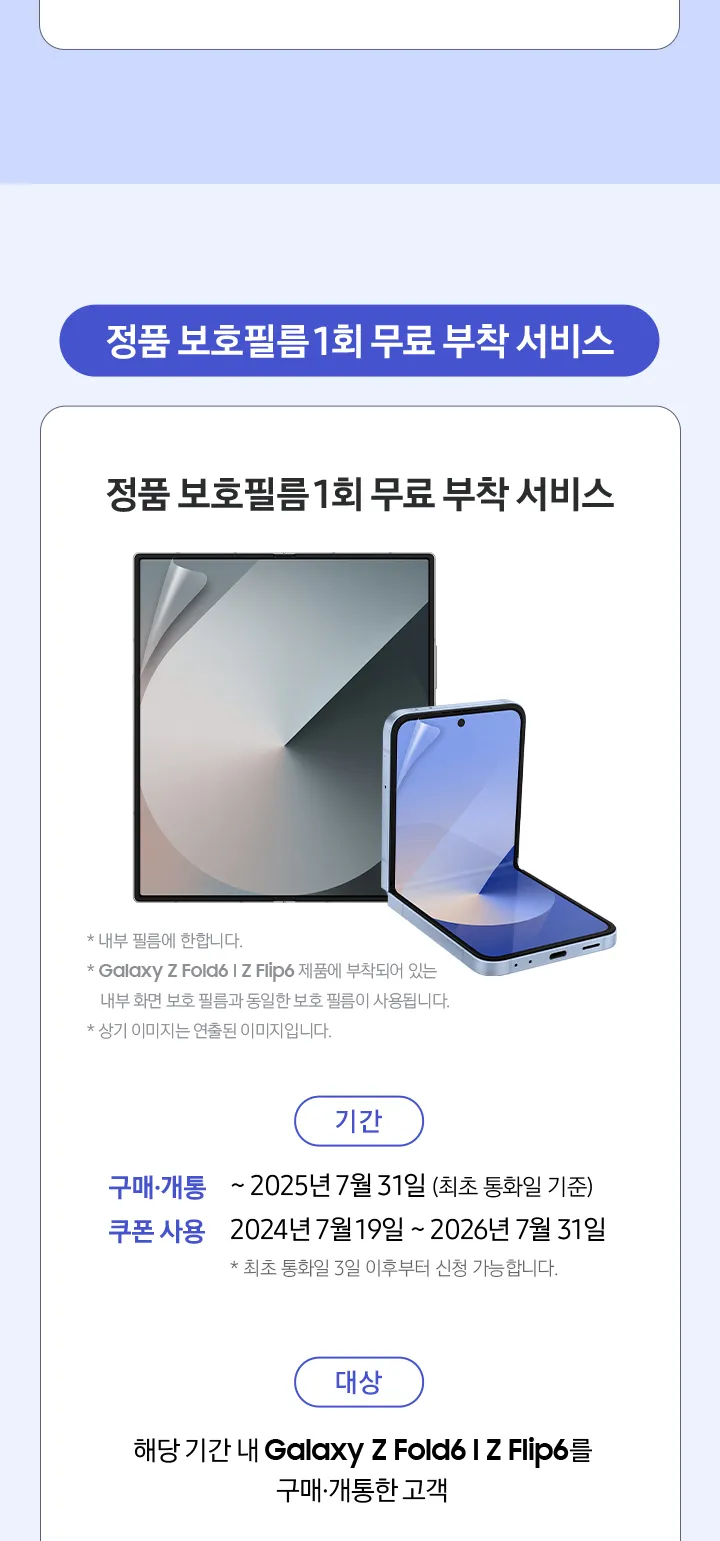 정품 보호필름 1회 무료 부착 서비스
정품 보호필름 1회 무료 부착 서비스
* 내부 필름에 한합니다.
* Galaxy Z Fold6 | Z Flip6 제품에 부착되어 있는
내부 화면 보호 필름과 동일한 보호 필름이 사용됩니다.
* 상기 이미지는 연출된 이미지입니다.
기간
구매·개통 ~ 2025년 7월 31일 (최초 통화일 기준)
쿠폰 사용 2024년 7월 19일 ~ 2026년 7월 31일
* 최초 통화일 3일 이후부터 신청 가능합니다.
대상
해당 기간 내 Galaxy Z Fold6 | Z Flip6를
구매·개통한 고객